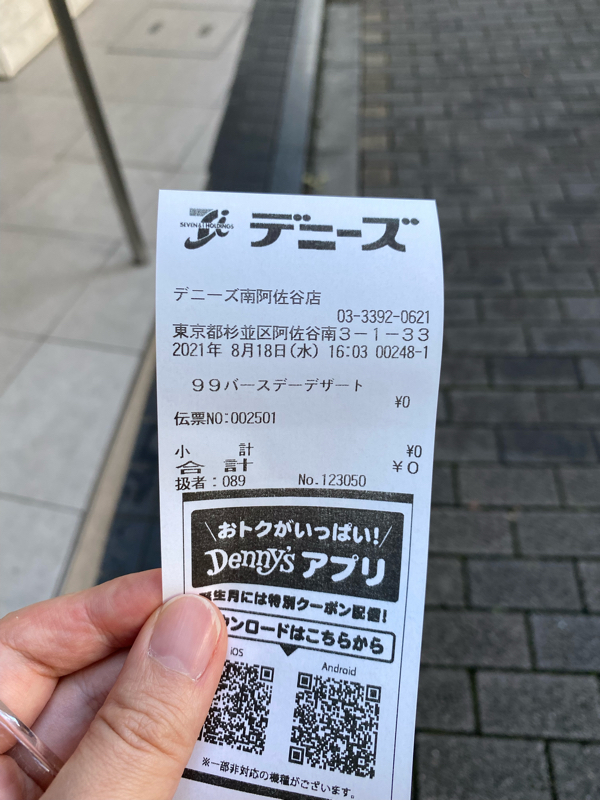 SEVEN&i HOLDINGS
デニーズ
デニーズ南阿佐谷店
03-3392-0621
東京都杉並区阿佐谷南3-1-33
2021年 8月18日(水) 16:03 00248-1
99バースデーデザート
¥0
伝票NO:002501
小 計 ¥0
合計 ¥0
扱者:089 No.123050
\おトクがいっぱい!/
Denny's アプリ
生月には特別クーポン配信!
ウンロードはこちらから
iOS Android
※一部非対応の機種がございます。